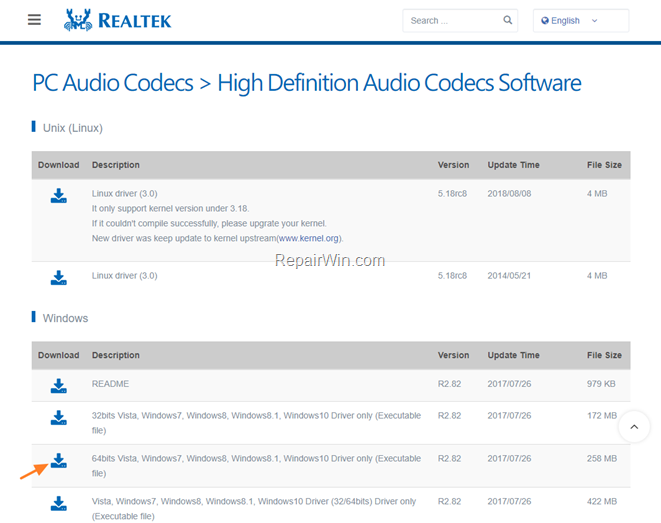 REALTEK
Search ...
English
PC Audio Codecs > High Definition Audio Codecs Software
Unix (Linux)
Download Description Version Update Time File Size
Linux driver (3.0) 5.18rc8 2018/08/08 4 MB
It only support kernel version under 3.18.
If it couldn't compile successfully, please upgrate your kernel.
New driver was keep update to kernel upstream(www.kernel.org).
RepairWin.com
Linux driver (3.0) 5.18rc8 2014/05/21 4 MB
Windows
Download Description Version Update Time File Size
README R2.82 2017/07/26 979 KB
32bits Vista, Windows7, Windows8, Windows8.1, Windows10 Driver only (Executable R2.82 2017/07/26 172 MB
file)
64bits Vista, Windows7, Windows8, Windows8.1, Windows10 Driver only (Executable R2.82 2017/07/26 258 MB
file)
Vista, Windows7, Windows8, Windows8.1, Windows10 Driver (32/64bits) Driver only R2.82 2017/07/26 422 MB
(Executable file)